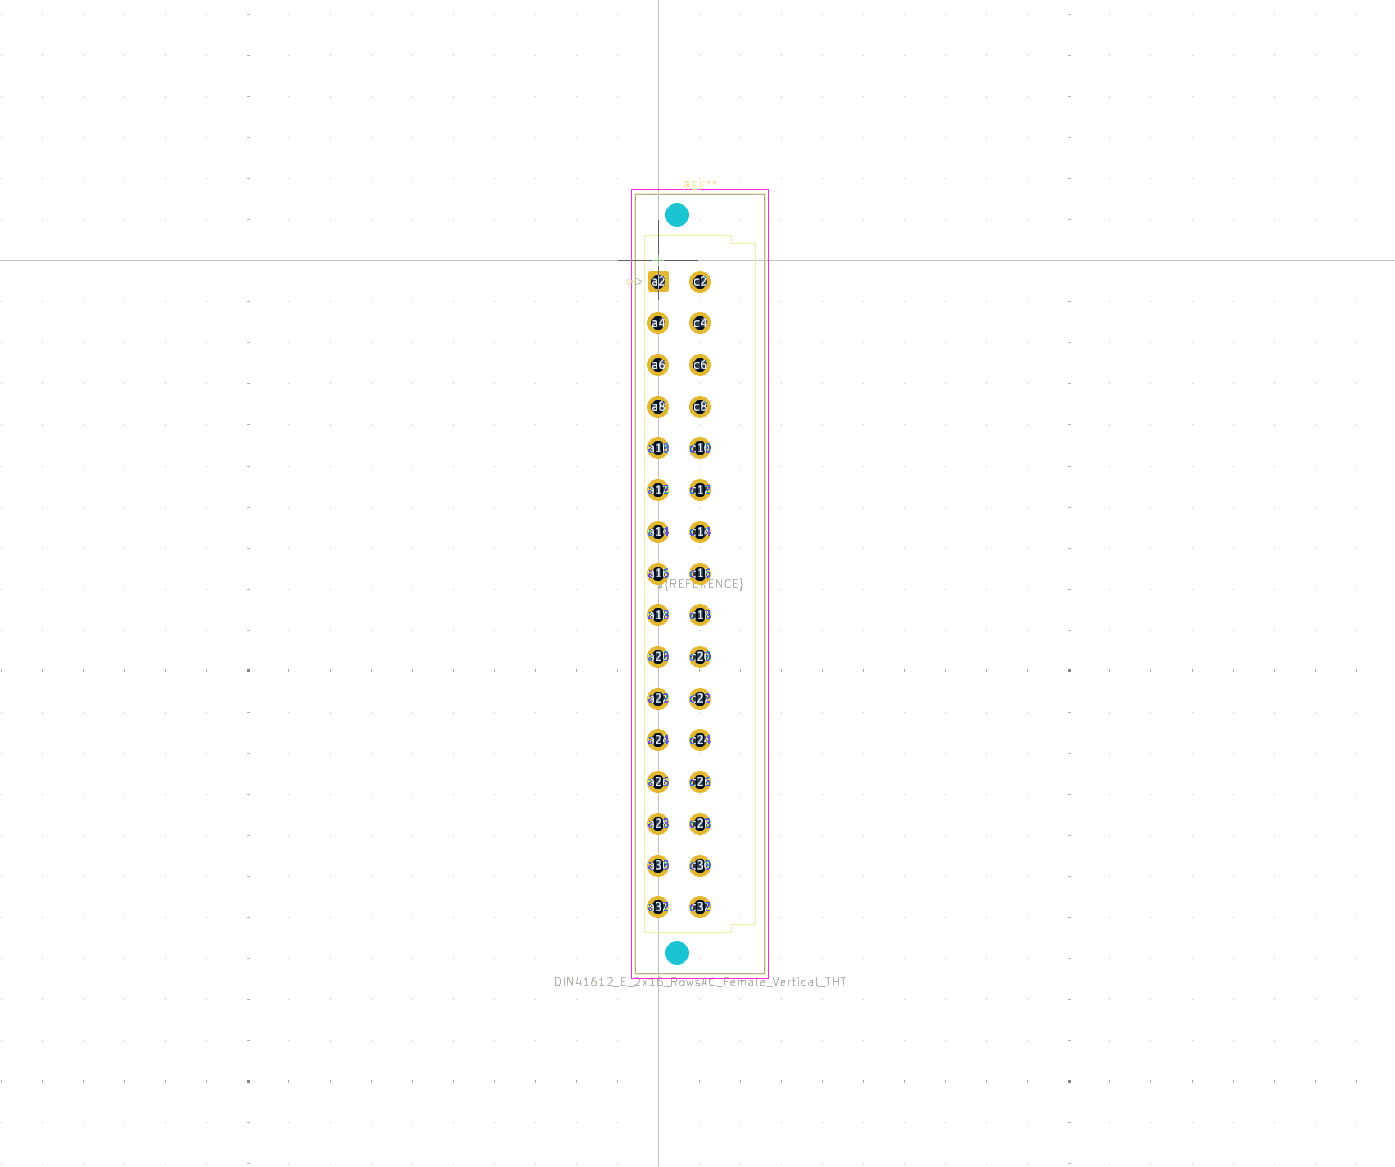 REF**
a2 c2
a4 c4
a6 c6
a8 c8
a10 c10
a12 c12
a14 c14
a16 c16
${REFERENCE}
a18 c18
a20 c20
a22 c22
a24 c24
a26 c26
a28 c28
a30 c30
a32 c32
DIN41612_E_2x16_RowsAC_Female_Vertical_THT